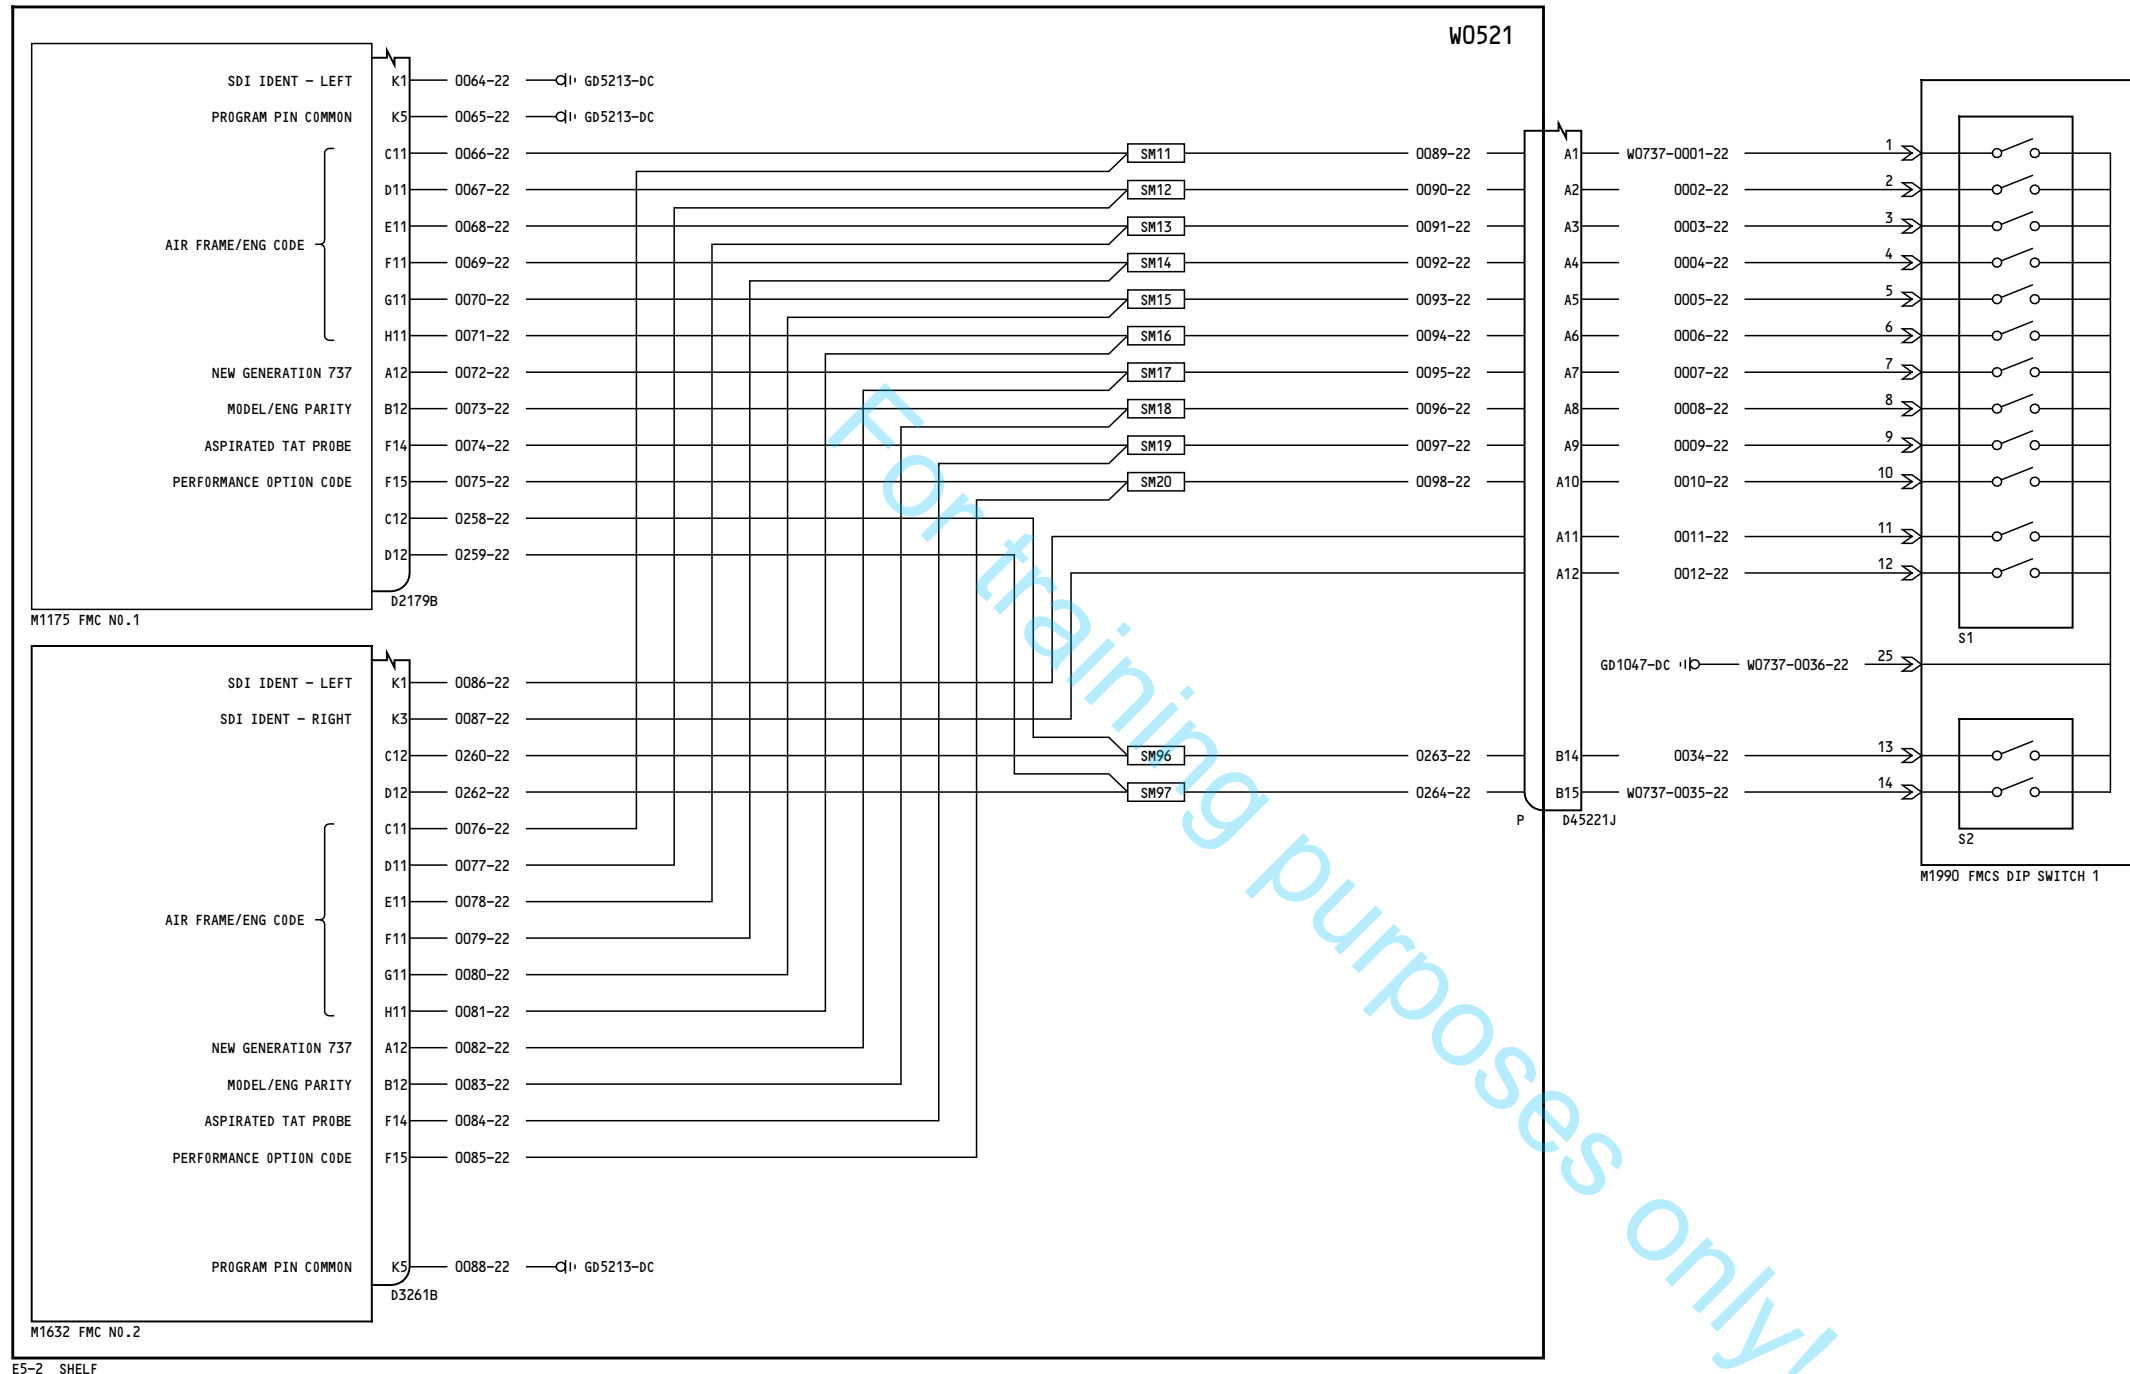 W0521
SDI IDENT - LEFT K1 0064-22 GD5213-DC
PROGRAM PIN COMMON K5 0065-22 GD5213-DC
C11 0066-22 SM11 0089-22 A1 W0737-0001-22 1
D11 0067-22 SM12 0090-22 A2 0002-22 2
E11 0068-22 SM13 0091-22 A3 0003-22 3
AIR FRAME/ENG CODE
F11 0069-22 SM14 0092-22 A4 0004-22 4
G11 0070-22 SM15 0093-22 A5 0005-22 5
H11 0071-22 SM16 0094-22 A6 0006-22 6
NEW GENERATION 737 A12 0072-22 SM17 0095-22 A7 0007-22 7
MODEL/ENG PARITY B12 0073-22 SM18 0096-22 A8 0008-22 8
ASPIRATED TAT PROBE F14 0074-22 SM19 0097-22 A9 0009-22 9
PERFORMANCE OPTION CODE F15 0075-22 SM20 0098-22 A10 0010-22 10
C12 0258-22
A11 0011-22 11
D12 0259-22
A12 0012-22 12
D2179B
M1175 FMC NO.1
S1
GD1047-DC W0737-0036-22 25
SDI IDENT - LEFT K1 0086-22
SDI IDENT - RIGHT K3 0087-22
C12 0260-22 SM96 0263-22 B14 0034-22 13
D12 0262-22 SM97 0264-22 B15 W0737-0035-22 14
P D45221J
S2
C11 0076-22
D11 0077-22
M1990 FMCS DIP SWITCH 1
E11 0078-22
AIR FRAME/ENG CODE
F11 0079-22
G11 0080-22
H11 0081-22
NEW GENERATION 737 A12 0082-22
MODEL/ENG PARITY B12 0083-22
ASPIRATED TAT PROBE F14 0084-22
PERFORMANCE OPTION CODE F15 0085-22
PROGRAM PIN COMMON K5 0088-22 GD5213-DC
D3261B
M1632 FMC NO.2
E5-2 SHELF
For training purposes only!